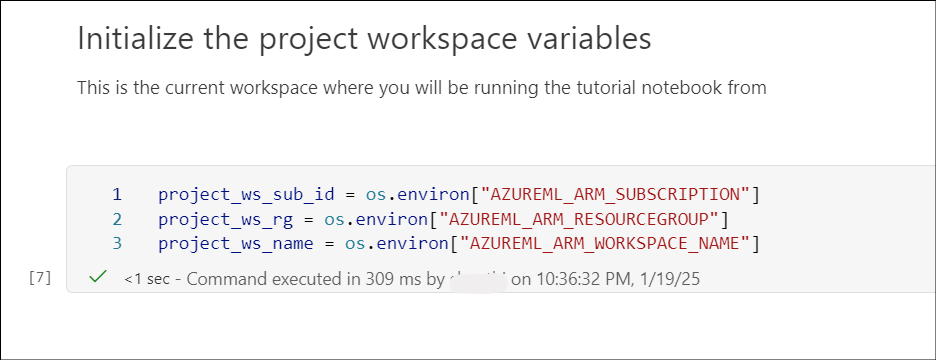 Initialize the project workspace variables
This is the current workspace where you will be running the tutorial notebook from
1 project_ws_sub_id = os.environ["AZUREML_ARM_SUBSCRIPTION"]
2 project_ws_rg = os.environ["AZUREML_ARM_RESOURCEGROUP"]
3 project_ws_name = os.environ["AZUREML_ARM_WORKSPACE_NAME"]
[7] <1 sec - Command executed in 309 ms by on 10:36:32 PM, 1/19/25